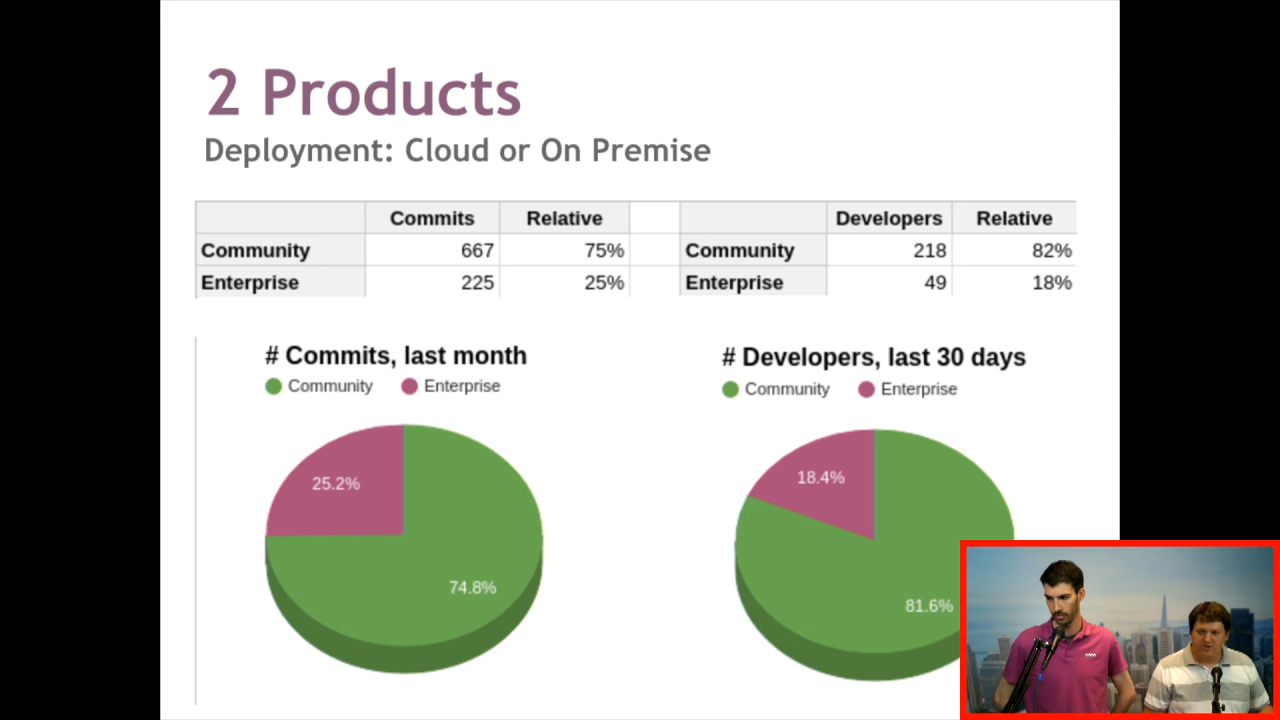 2 Products
Deployment: Cloud or On Premise
Commits Relative
Community 667 75%
Enterprise 225 25%
Developers Relative
Community 218 82%
Enterprise 49 18%
# Commits, last month
Community Enterprise
25.2%
74.8%
# Developers, last 30 days
Community Enterprise
18.4%
81.6%